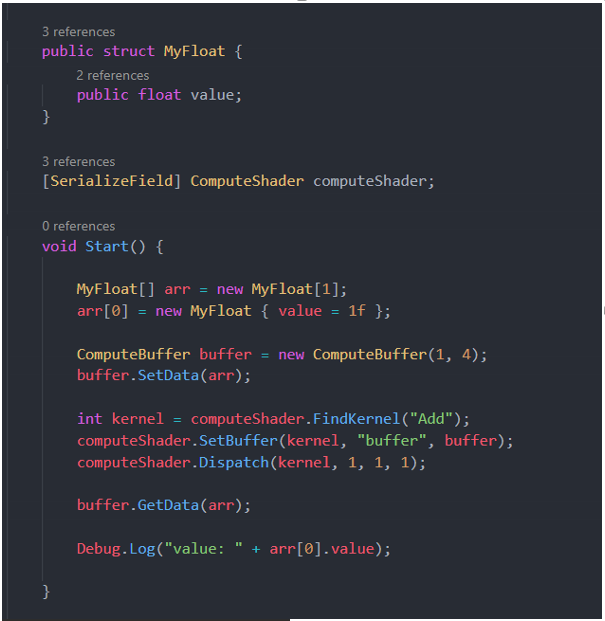 3 references
public struct MyFloat {
2 references
public float value;
}
3 references
[SerializeField] ComputeShader computeShader;
0 references
void Start() {
MyFloat[] arr = new MyFloat[1];
arr[0] = new MyFloat { value = 1f };
ComputeBuffer buffer = new ComputeBuffer(1, 4);
buffer.SetData(arr);
int kernel = computeShader.FindKernel("Add");
computeShader.SetBuffer(kernel, "buffer", buffer);
computeShader.Dispatch(kernel, 1, 1, 1);
buffer.GetData(arr);
Debug.Log("value: " + arr[0].value);
}